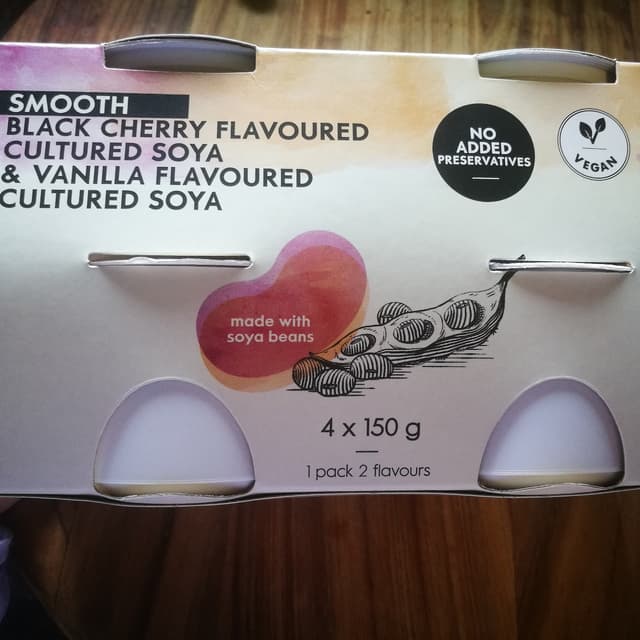 SMOOTH
BLACK CHERRY FLAVOURED
CULTURED SOYA
& VANILLA FLAVOURED
CULTURED SOYA
NO
ADDED
PRESERVATIVES
VEGAN
made with
soya beans
4 x 150 g
1 pack 2 flavours